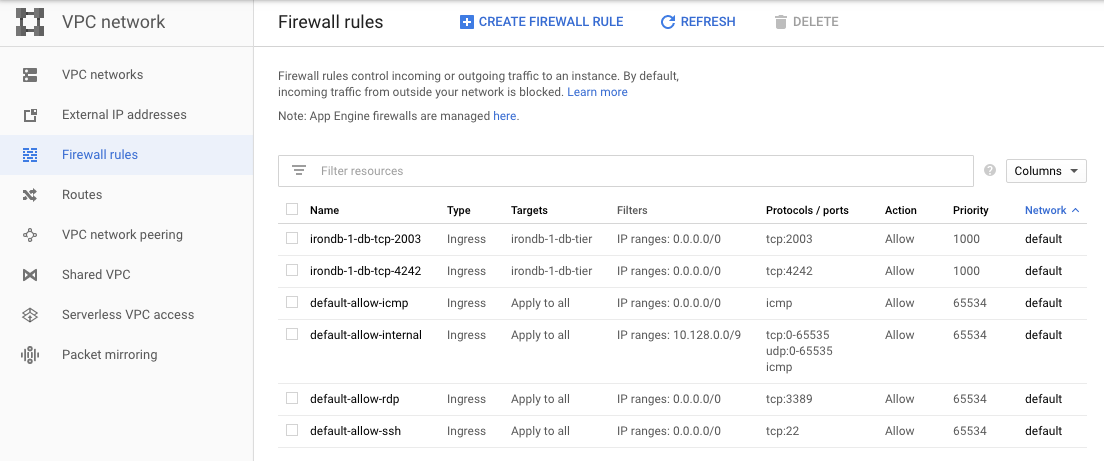 VPC network
Firewall rules
CREATE FIREWALL RULE
REFRESH
DELETE
VPC networks
External IP addresses
Firewall rules
Routes
VPC network peering
Shared VPC
Serverless VPC access
Packet mirroring
Firewall rules control incoming or outgoing traffic to an instance. By default,
incoming traffic from outside your network is blocked. Learn more
Note: App Engine firewalls are managed here.
Filter resources
?
Columns
Name Type Targets Filters Protocols / ports Action Priority Network
irondb-1-db-tcp-2003 Ingress irondb-1-db-tier IP ranges: 0.0.0.0/0 tcp:2003 Allow 1000 default
irondb-1-db-tcp-4242 Ingress irondb-1-db-tier IP ranges: 0.0.0.0/0 tcp:4242 Allow 1000 default
default-allow-icmp Ingress Apply to all IP ranges: 0.0.0.0/0 icmp Allow 65534 default
default-allow-internal Ingress Apply to all IP ranges: 10.128.0.0/9 tcp:0-65535 Allow 65534 default
udp:0-65535
icmp
default-allow-rdp Ingress Apply to all IP ranges: 0.0.0.0/0 tcp:3389 Allow 65534 default
default-allow-ssh Ingress Apply to all IP ranges: 0.0.0.0/0 tcp:22 Allow 65534 default